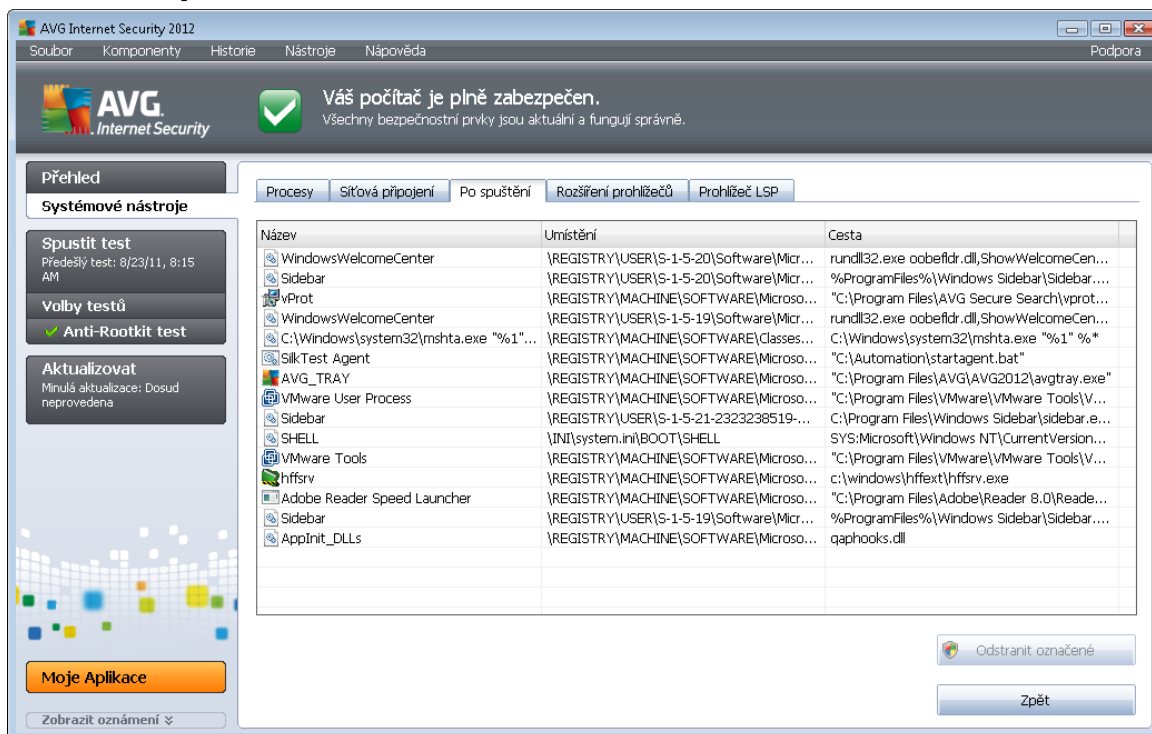 AVG Internet Security 2012
Soubor Komponenty Historie Nástroje Nápověda Podpora
AVG.
Internet Security
Váš počítač je plně zabezpečen.
Všechny bezpečnostní prvky jsou aktuální a fungují správně.
Přehled
Systémové nástroje
Spustit test
Předešlý test: 8/23/11, 8:15
AM
Volby testů
Anti-Rootkit test
Aktualizovat
Minulá aktualizace: Dosud
neprovedena
Moje Aplikace
Zobrazit oznámení
Procesy Síťová připojení Po spuštění Rozšíření prohlížečů Prohlížeč LSP
Název Umístění Cesta
WindowsWelcomeCenter \REGISTRY\USER\S-1-5-20\Software\Micr... rundll32.exe oobefldr.dll,ShowWelcomeCen...
Sidebar \REGISTRY\USER\S-1-5-20\Software\Micr... %ProgramFiles%\Windows Sidebar\Sidebar....
vProt \REGISTRY\MACHINE\SOFTWARE\Microso... "C:\Program Files\AVG Secure Search\vprot...
WindowsWelcomeCenter \REGISTRY\USER\S-1-5-19\Software\Micr... rundll32.exe oobefldr.dll,ShowWelcomeCen...
C:\Windows\system32\mshta.exe "%1"... \REGISTRY\MACHINE\SOFTWARE\Classes... C:\Windows\system32\mshta.exe "%1" %*
SilkTest Agent \REGISTRY\MACHINE\SOFTWARE\Microso... "C:\Automation\startagent.bat"
AVG_TRAY \REGISTRY\MACHINE\SOFTWARE\Microso... "C:\Program Files\AVG\AVG2012\avgtray.exe"
VMware User Process \REGISTRY\MACHINE\SOFTWARE\Microso... "C:\Program Files\VMware\VMware Tools\V...
Sidebar \REGISTRY\USER\S-1-5-21-2323238519-... C:\Program Files\Windows Sidebar\sidebar.e...
SHELL \INI\system.ini\BOOT\SHELL SYS:Microsoft\Windows NT\CurrentVersion...
VMware Tools \REGISTRY\MACHINE\SOFTWARE\Microso... "C:\Program Files\VMware\VMware Tools\V...
hffsrv \REGISTRY\MACHINE\SOFTWARE\Microso... c:\windows\hffext\hffsrv.exe
Adobe Reader Speed Launcher \REGISTRY\MACHINE\SOFTWARE\Microso... "C:\Program Files\Adobe\Reader 8.0\Reade...
Sidebar \REGISTRY\USER\S-1-5-19\Software\Micr... %ProgramFiles%\Windows Sidebar\Sidebar....
AppInit_DLLs \REGISTRY\MACHINE\SOFTWARE\Microso... qaphooks.dll
Odstranit označené
Zpět